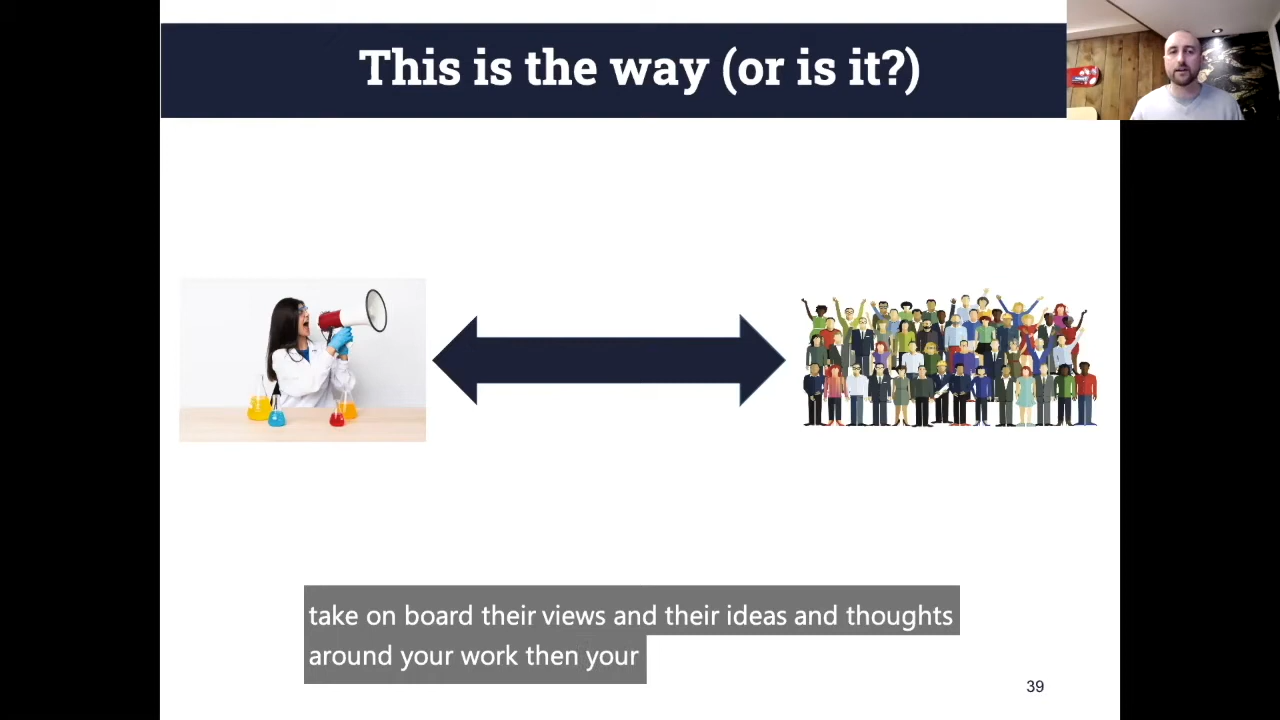 This is the way (or is it?)
take on board their views and their ideas and thoughts
around your work then your
39